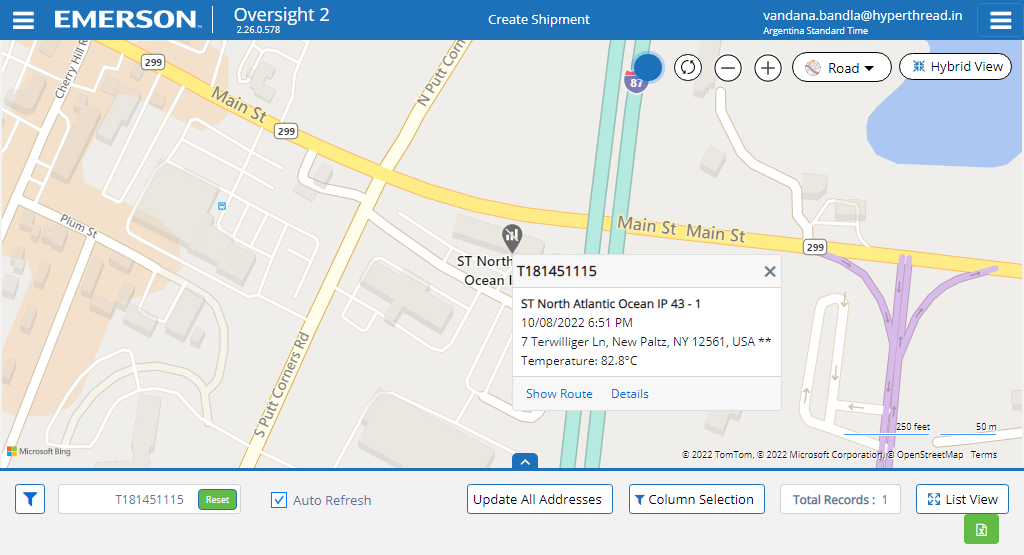 EMERSON
Oversight 2
2.26.0.578
Create Shipment
vandana.bandla@hyperthread.in
Argentina Standard Time
Cherry Hill R
299
Main St
299
N Putt Corn
87
Road
Hybrid View
Plum St
Main St Main St
299
ST North
Ocean I
T181451115
ST North Atlantic Ocean IP 43 - 1
10/08/2022 6:51 PM
7 Terwilliger Ln, New Paltz, NY 12561, USA **
Temperature: 82.8°C
Show Route Details
S Putt Corners Rd
250 feet 50 m
Microsoft Bing
© 2022 TomTom, © 2022 Microsoft Corporation, © OpenStreetMap Terms
T181451115 Reset
Auto Refresh
Update All Addresses
Column Selection
Total Records : 1
List View